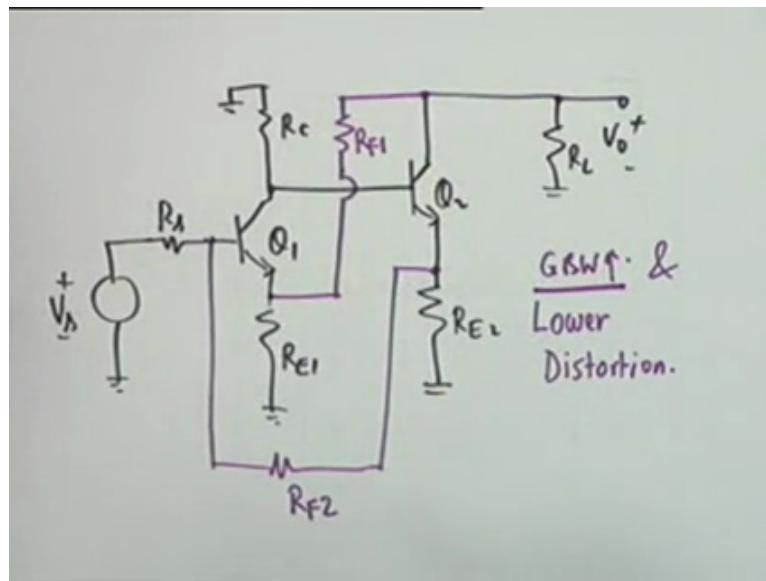 Rc
RF1
Vo +
-
RL
Q2
Rs
Q1
+
Vs
-
RE1
RE2
GBW↑. &
Lower
Distortion.
RF2